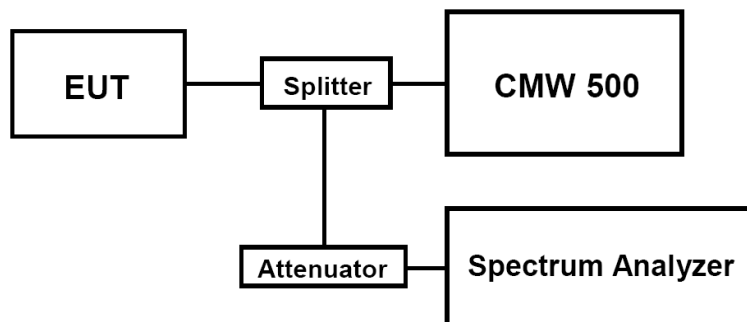 EUT
Splitter
CMW 500
Attenuator
Spectrum Analyzer